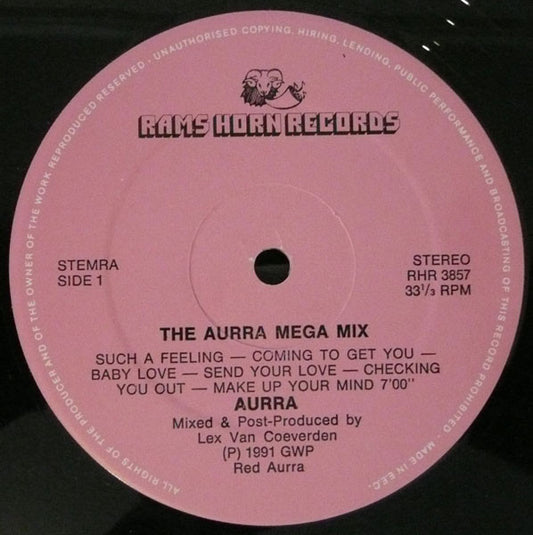 ALL RIGHTS OF THE PRODUCER AND OF THE OWNER OF THE WORK REPRODUCED RESERVED · UNAUTHORISED COPYING, HIRING, LENDING, PUBLIC PERFORMANCE AND BROADCASTING OF THIS RECORD PROHIBITED - MADE IN EEC·
RAMS HORN RECORDS
STEMRA
SIDE 1
STEREO
RHR 3857
33⅓ RPM
THE AURRA MEGA MIX
SUCH A FEELING — COMING TO GET YOU —
BABY LOVE — SEND YOUR LOVE — CHECKING
YOU OUT — MAKE UP YOUR MIND 7'00"
AURRA
Mixed & Post-Produced by
Lex Van Coeverden
(P) 1991 GWP
Red Aurra